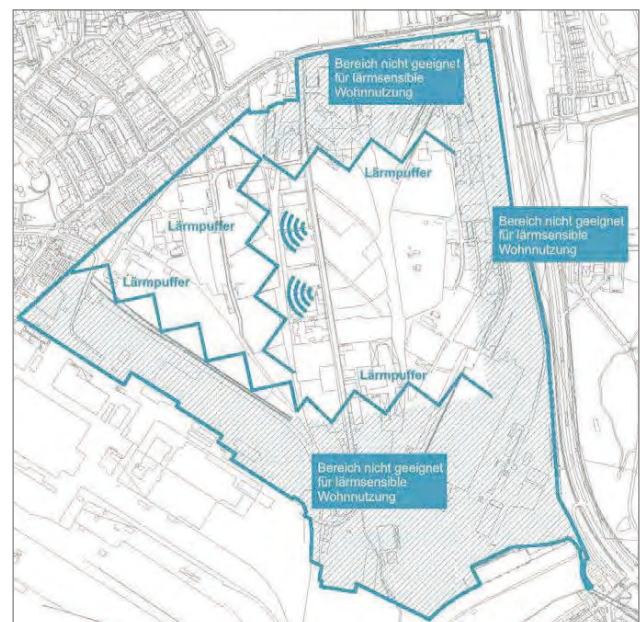 Bereich nicht geeignet
für lärmsensible
Wohnnutzung
Lärmpuffer
Lärmpuffer
Bereich nicht geeignet
für lärmsensible
Wohnnutzung
Lärmpuffer
Lärmpuffer
Bereich nicht geeignet
für lärmsensible
Wohnnutzung